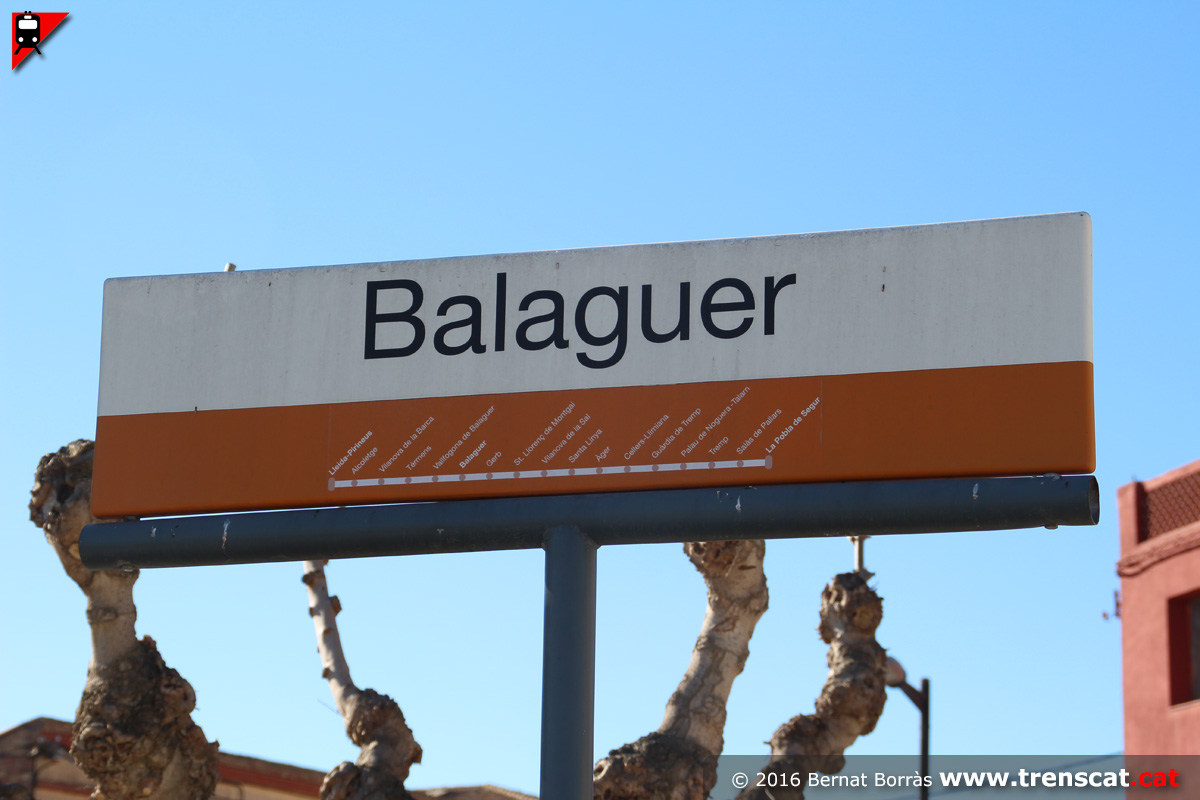 Balaguer
Lleida-Pirineus
Alcoletge
Vilanova de la Barca
Térmens
Vallfogona de Balaguer
Balaguer
Gerb
St. Llorenç de Montgai
Vilanova de la Sal
Santa Linya
Àger
Cellers-Llimiana
Guàrdia de Tremp
Palau de Noguera-Talarn
Tremp
Salàs de Pallars
La Pobla de Segur
© 2016 Bernat Borràs www.trenscat.cat